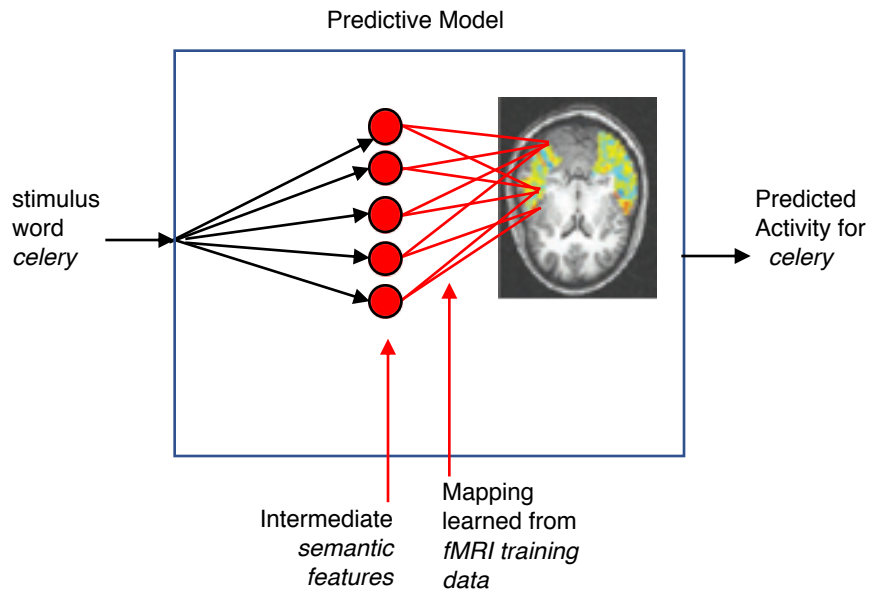 Predictive Model
stimulus
word
celery
Predicted
Activity for
celery
Intermediate
semantic
features
Mapping
learned from
fMRI training
data